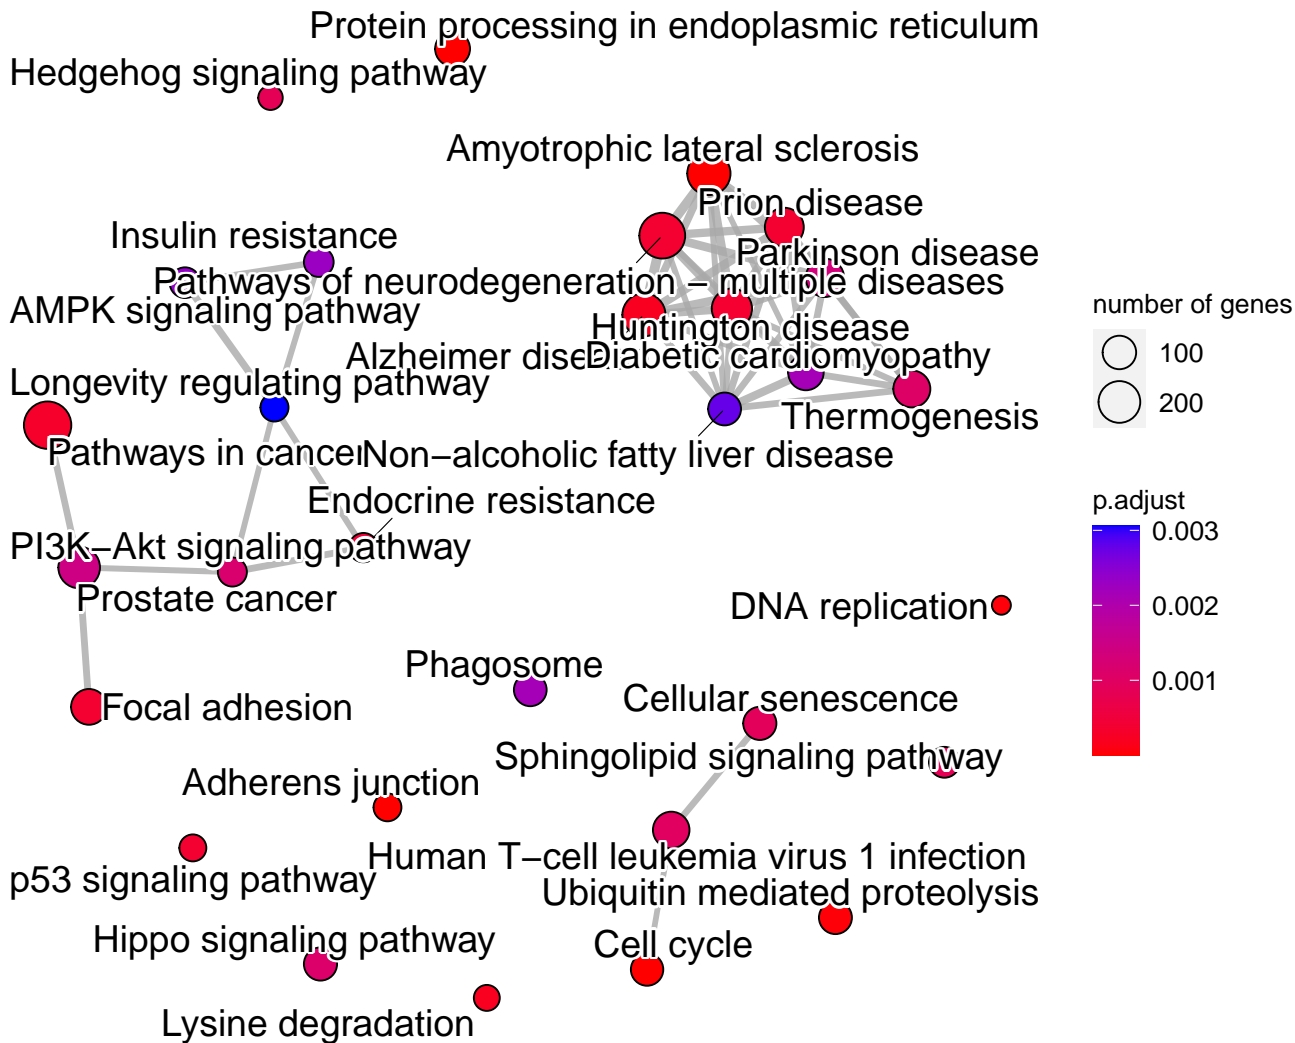 Protein processing in endoplasmic reticulum
Hedgehog signaling pathway
Amyotrophic lateral sclerosis
Prion disease
Insulin resistance
Parkinson disease
Pathways of neurodegeneration – multiple diseases
AMPK signaling pathway
Huntington disease
Alzheimer disease
Diabetic cardiomyopathy
Longevity regulating pathway
Thermogenesis
Pathways in cancer
Non–alcoholic fatty liver disease
Endocrine resistance
PI3K–Akt signaling pathway
Prostate cancer
DNA replication
Phagosome
Cellular senescence
Focal adhesion
Sphingolipid signaling pathway
Adherens junction
Human T–cell leukemia virus 1 infection
p53 signaling pathway
Ubiquitin mediated proteolysis
Hippo signaling pathway
Cell cycle
Lysine degradation
number of genes
100
200
p.adjust
0.003
0.002
0.001